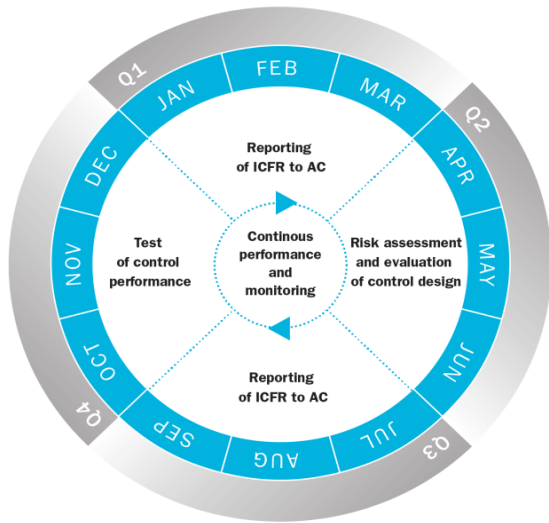 Q1
JAN
FEB
MAR
Q2
APR
MAY
JUN
Q3
JUL
AUG
SEP
Q4
OCT
NOV
DEC
Reporting
of ICFR to AC
Risk assessment
and evaluation
of control design
Reporting
of ICFR to AC
Test
of control
performance
Continous
performance
and
monitoring